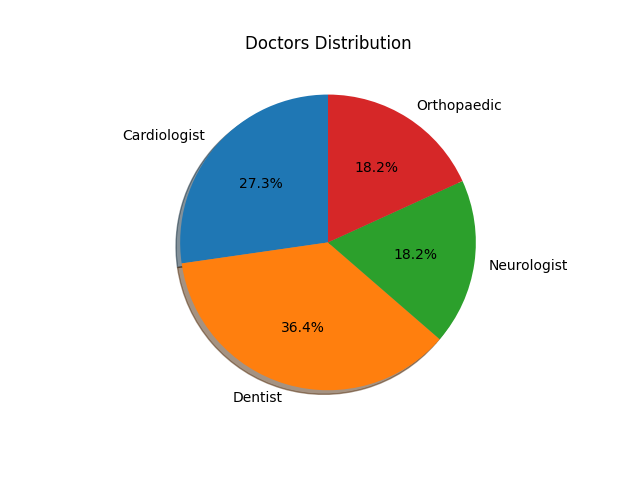 Doctors Distribution
Orthopaedic
Cardiologist
18.2%
27.3%
18.2%
Neurologist
36.4%
Dentist